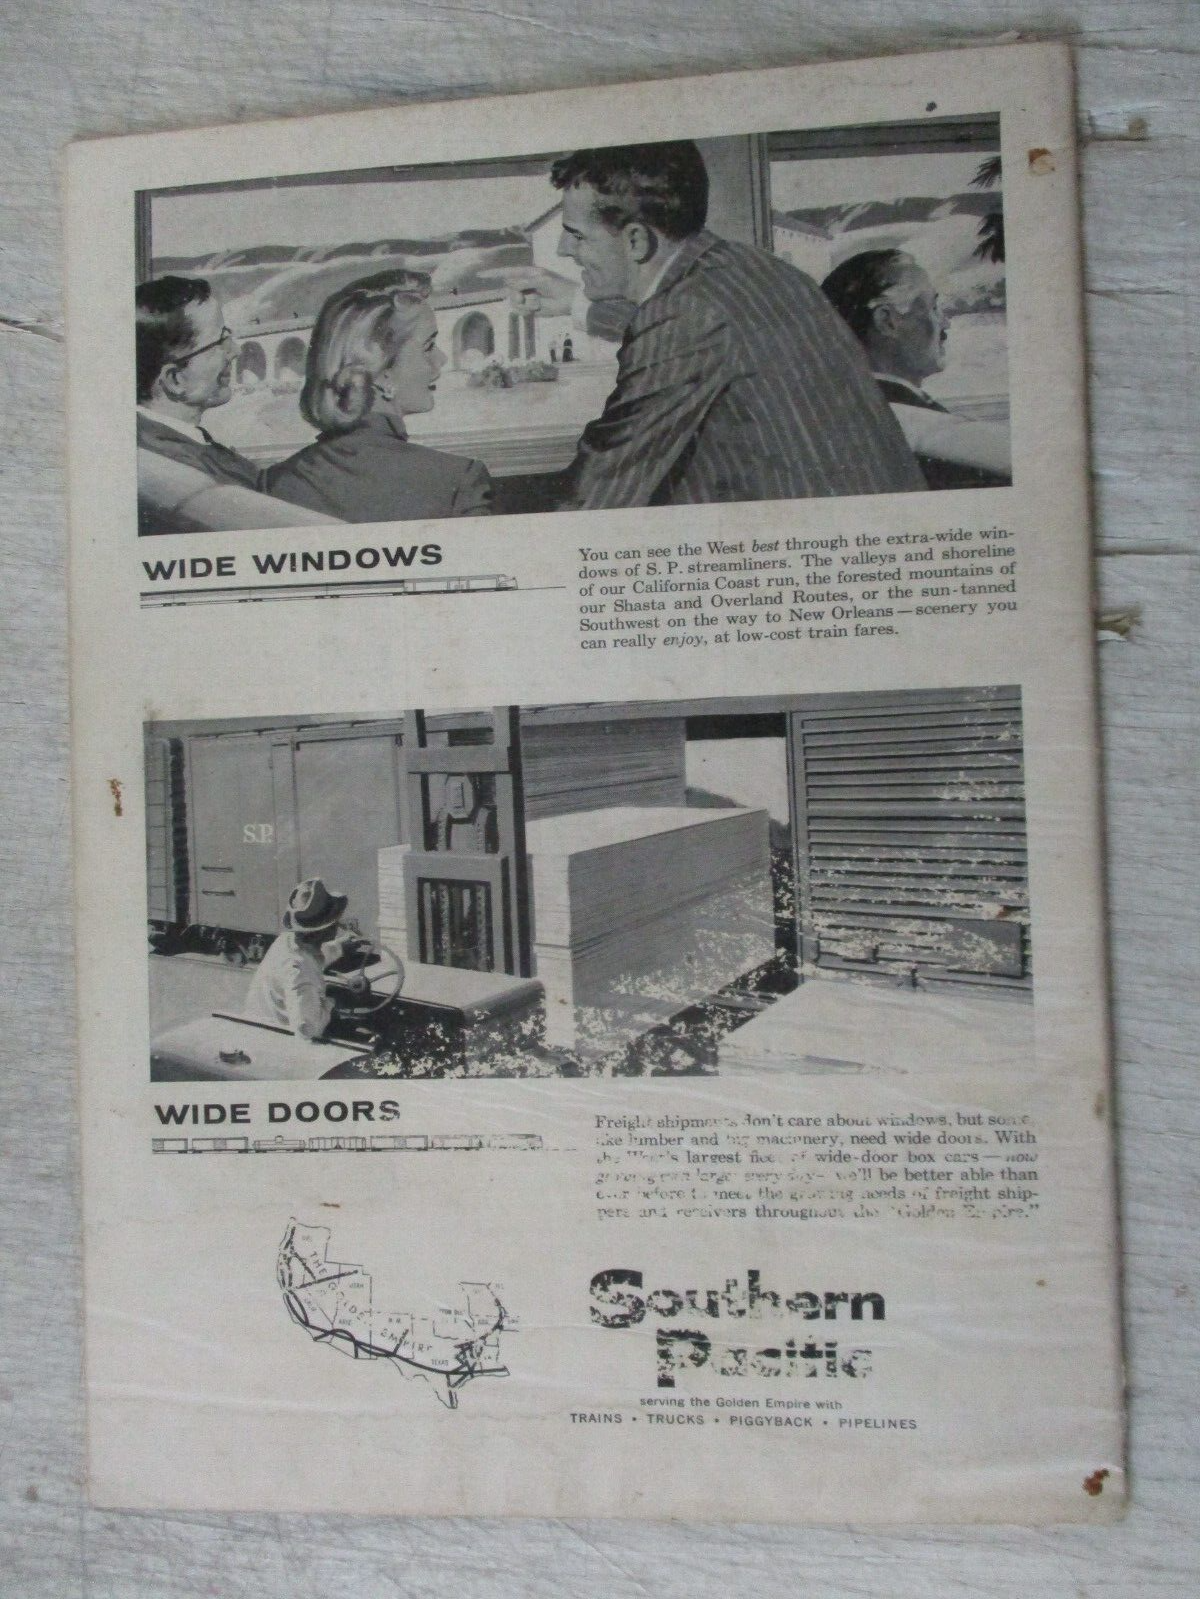 WIDE WINDOWS
You can see the West best through the extra-wide win-
dows of S. P. streamliners. The valleys and shoreline
of our California Coast run, the forested mountains of
our Shasta and Overland Routes, or the sun-tanned
Southwest on the way to New Orleans — scenery you
can really enjoy, at low-cost train fares.
S.P.
WIDE DOORS
Freight shipments don't care about windows, but some,
like lumber and big machinery, need wide doors. With
the West's largest fleet of wide-door box cars — now
growing even larger every day — we'll be better able than
ever before to meet the growing needs of freight ship-
pers and receivers throughout the "Golden Empire."
THE GOLDEN EMPIRE
UTAH
ARIZ
N.M.
TEXAS
Southern
Pacific
serving the Golden Empire with
TRAINS • TRUCKS • PIGGYBACK • PIPELINES